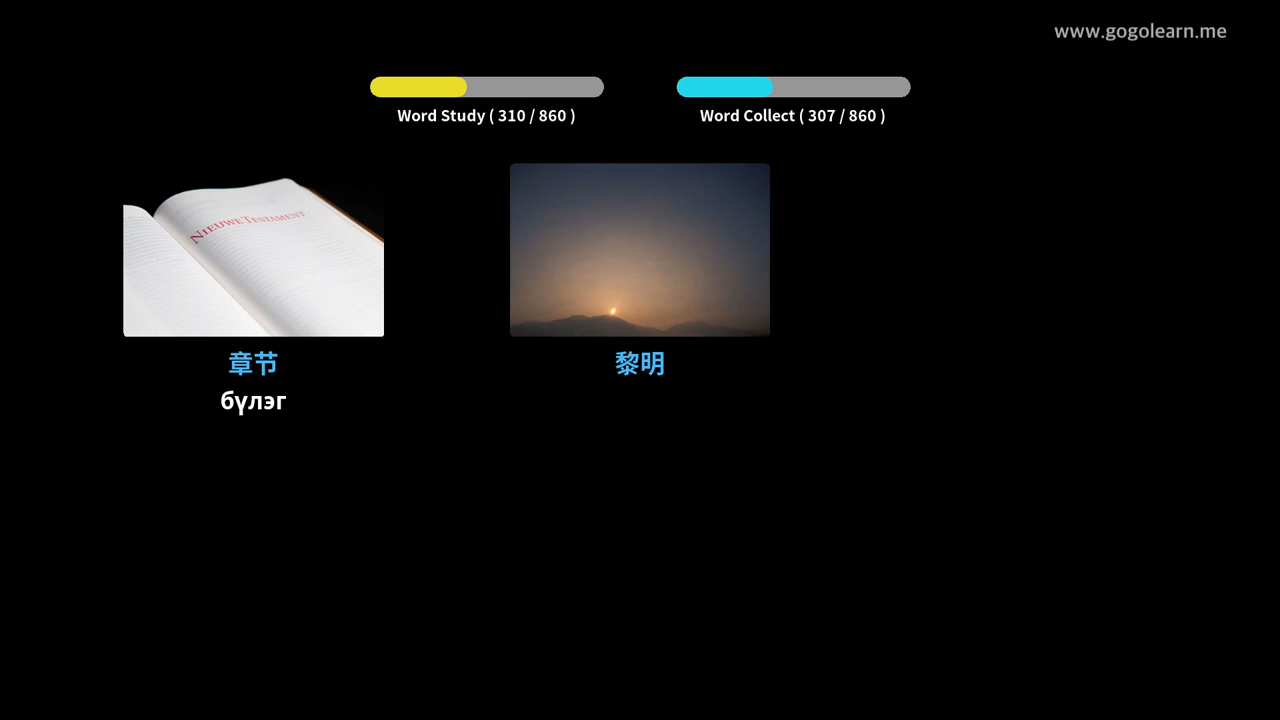 www.gogolearn.me
Word Study ( 310 / 860 )
Word Collect ( 307 / 860 )
NIEUWE TESTAMENT
章节
бүлэг
黎明